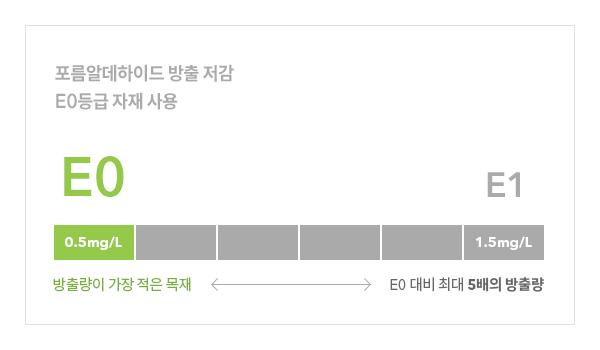 포름알데하이드 방출 저감
E0등급 자재 사용
E0
E1
0.5mg/L
1.5mg/L
방출량이 가장 적은 목재
E0 대비 최대 5배의 방출량